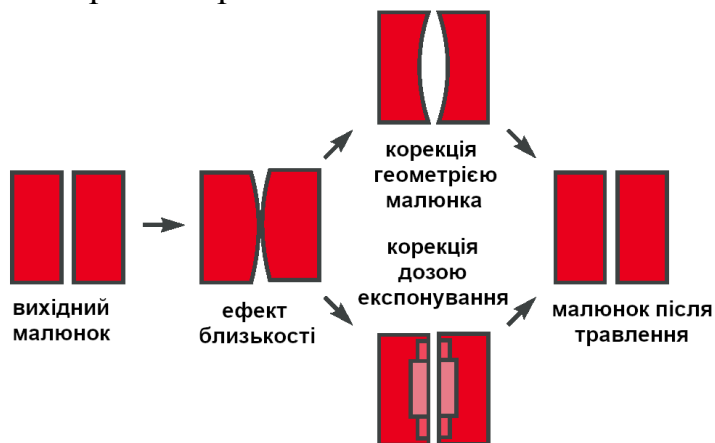 корекція
геометрією
малюнка
вихідний
малюнок
ефект
близькості
корекція
дозою
експонування
малюнок після
травлення